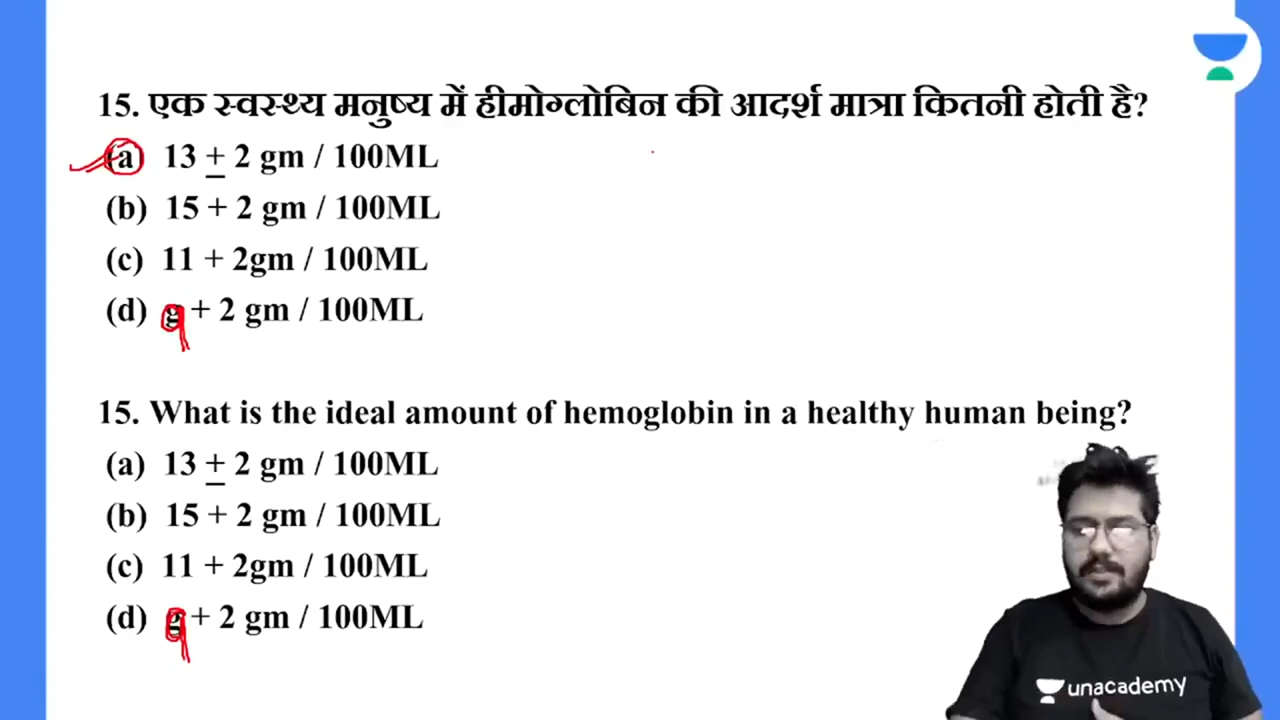 15. एक स्वस्थ्य मनुष्य में हीमोग्लोबिन की आदर्श मात्रा कितनी होती है?
(a) 13 ± 2 gm / 100ML
(b) 15 + 2 gm / 100ML
(c) 11 + 2gm / 100ML
(d) 9 + 2 gm / 100ML
15. What is the ideal amount of hemoglobin in a healthy human being?
(a) 13 ± 2 gm / 100ML
(b) 15 + 2 gm / 100ML
(c) 11 + 2gm / 100ML
(d) 9 + 2 gm / 100ML
unacademy